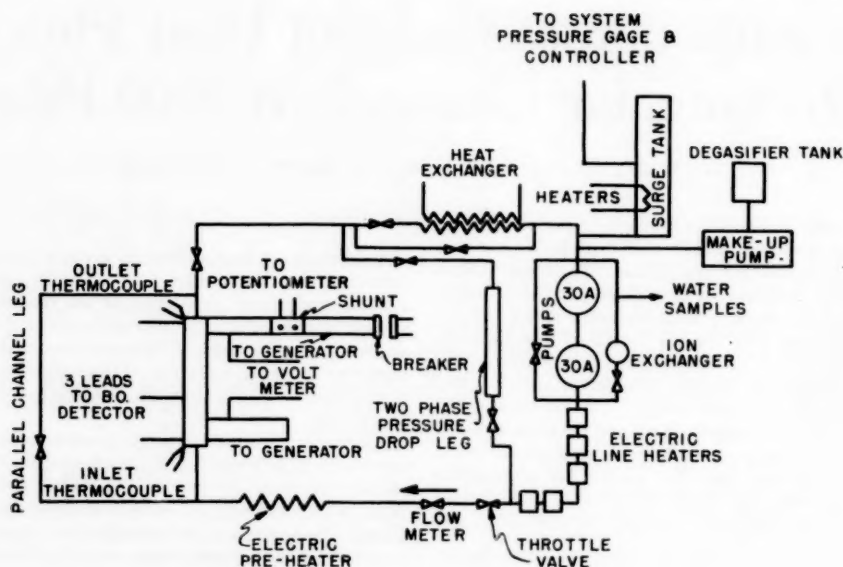 TO SYSTEM
PRESSURE GAGE &
CONTROLLER
SURGE TANK
DEGASIFIER TANK
HEAT
EXCHANGER
HEATERS
MAKE-UP
PUMP.
OUTLET
THERMOCOUPLE
TO
POTENTIOMETER
SHUNT
30A
WATER
SAMPLES
PUMPS
TO GENERATOR
BREAKER
ION
EXCHANGER
30A
TO VOLT
METER
PARALLEL CHANNEL LEG
3 LEADS
TO B.O.
DETECTOR
TWO PHASE
PRESSURE
DROP LEG
ELECTRIC
LINE HEATERS
TO GENERATOR
INLET
THERMOCOUPLE
FLOW
METER
ELECTRIC
PRE-HEATER
THROTTLE
VALVE